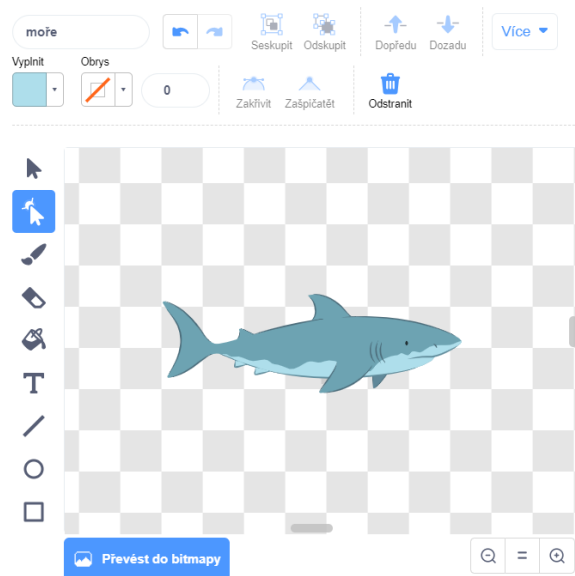 moře
Seskupit Odskupit Dopředu Dozadu Více
Vyplnit Obrys
0
Zakřivit Zašpičatět Odstranit
T
Převést do bitmapy